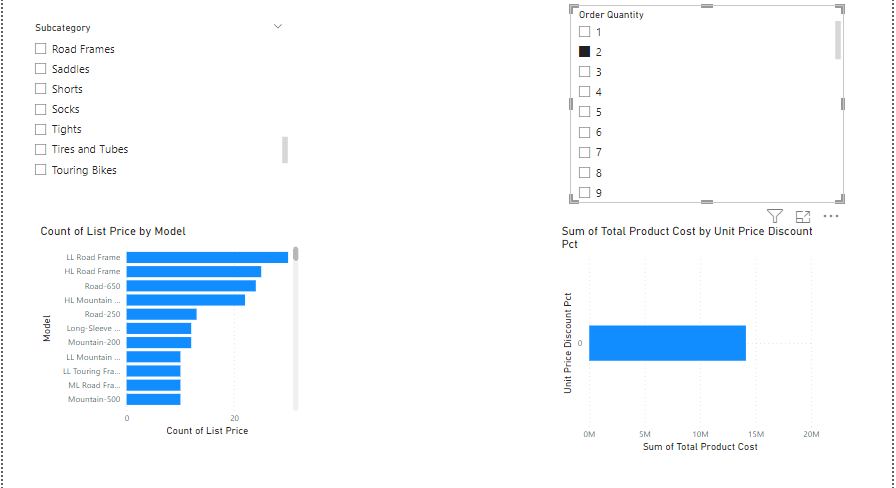 Subcategory
Road Frames
Saddles
Shorts
Socks
Tights
Tires and Tubes
Touring Bikes
Order Quantity
1
2
3
4
5
6
7
8
9
Count of List Price by Model
Model
LL Road Frame
HL Road Frame
Road-650
HL Mountain ...
Road-250
Long-Sleeve ...
Mountain-200
LL Mountain ...
LL Touring Fra...
ML Road Fra...
Mountain-500
0 20
Count of List Price
Sum of Total Product Cost by Unit Price Discount
Pct
Unit Price Discount Pct
0
0M 5M 10M 15M 20M
Sum of Total Product Cost